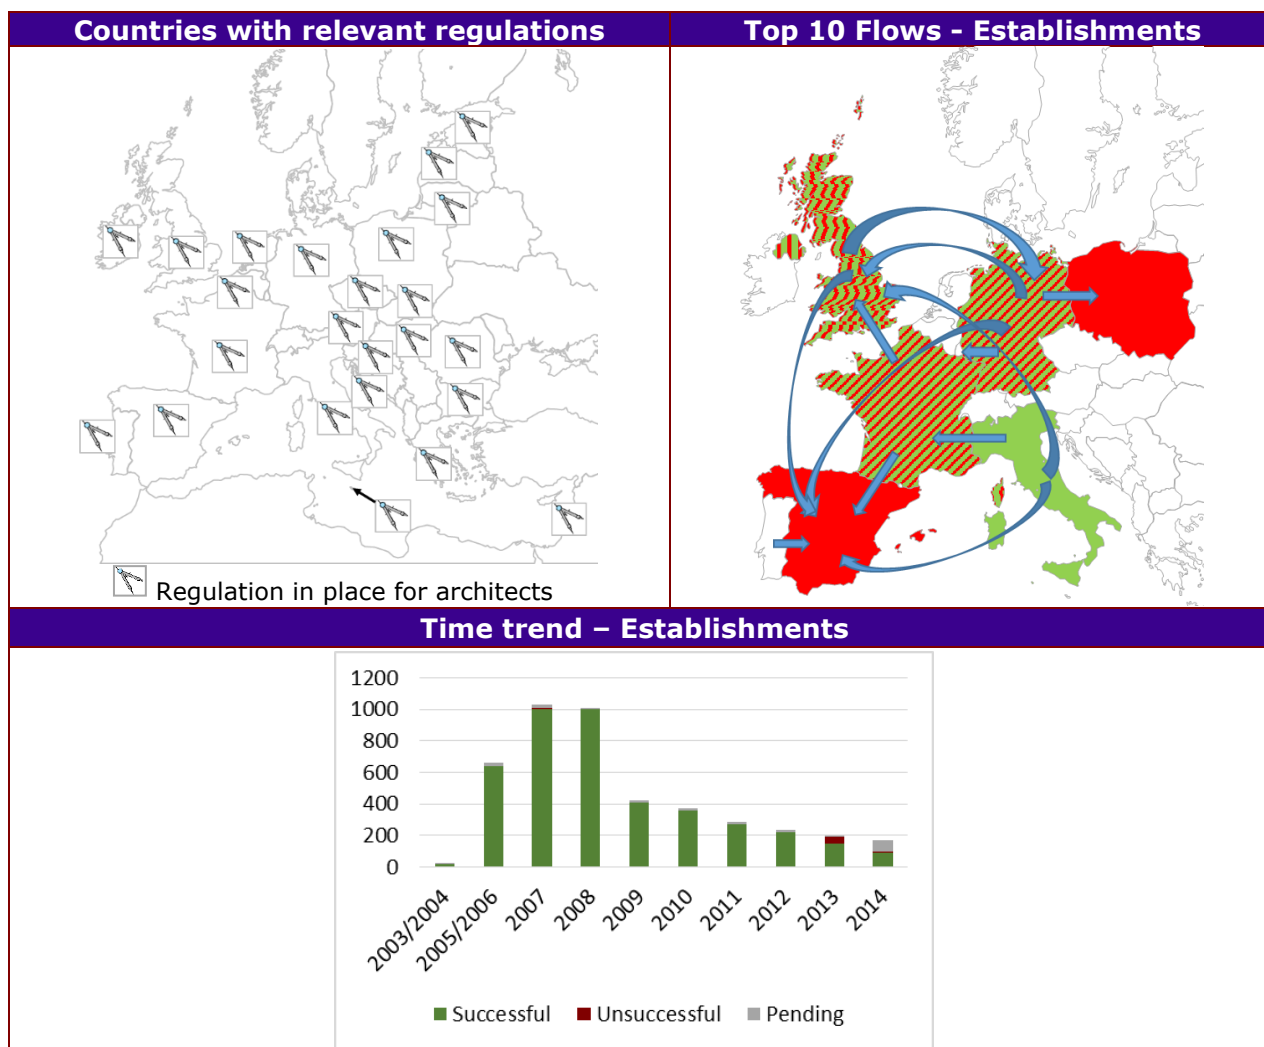 Countries with relevant regulations
Top 10 Flows - Establishments
Regulation in place for architects
Time trend – Establishments
1200
1000
800
600
400
200
0
2003/2004
2005/2006
2007
2008
2009
2010
2011
2012
2013
2014
Successful
Unsuccessful
Pending